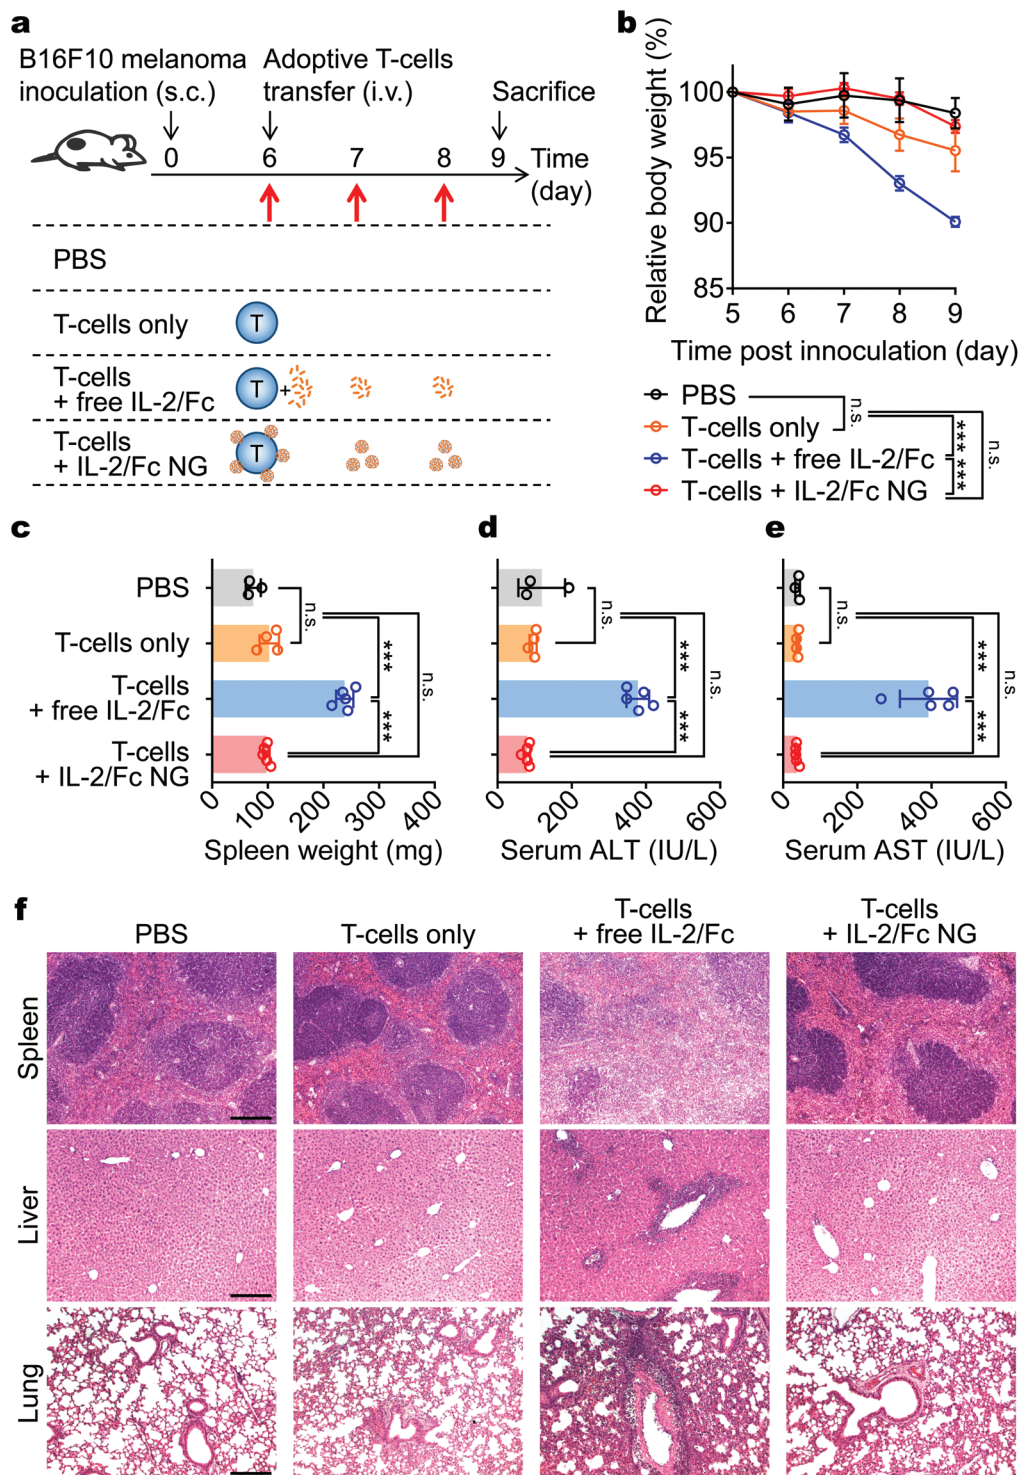 a
B16F10 melanoma
inoculation (s.c.)
Adoptive T-cells
transfer (i.v.)
Sacrifice
0
6
7
8
9
Time
(day)
PBS
T-cells only
T
T-cells
+ free IL-2/Fc
T
+
T-cells
+ IL-2/Fc NG
T
b
Relative body weight (%)
100
95
90
85
5
6
7
8
9
Time post innoculation (day)
PBS
T-cells only
T-cells + free IL-2/Fc
T-cells + IL-2/Fc NG
n.s.
***
***
n.s.
c
PBS
T-cells only
T-cells
+ free IL-2/Fc
T-cells
+ IL-2/Fc NG
n.s.
***
***
n.s.
0
100
200
300
400
Spleen weight (mg)
d
n.s.
***
***
n.s.
0
200
400
600
Serum ALT (IU/L)
e
n.s.
***
***
n.s.
0
200
400
600
Serum AST (IU/L)
f
PBS
T-cells only
T-cells
+ free IL-2/Fc
T-cells
+ IL-2/Fc NG
Spleen
Liver
Lung